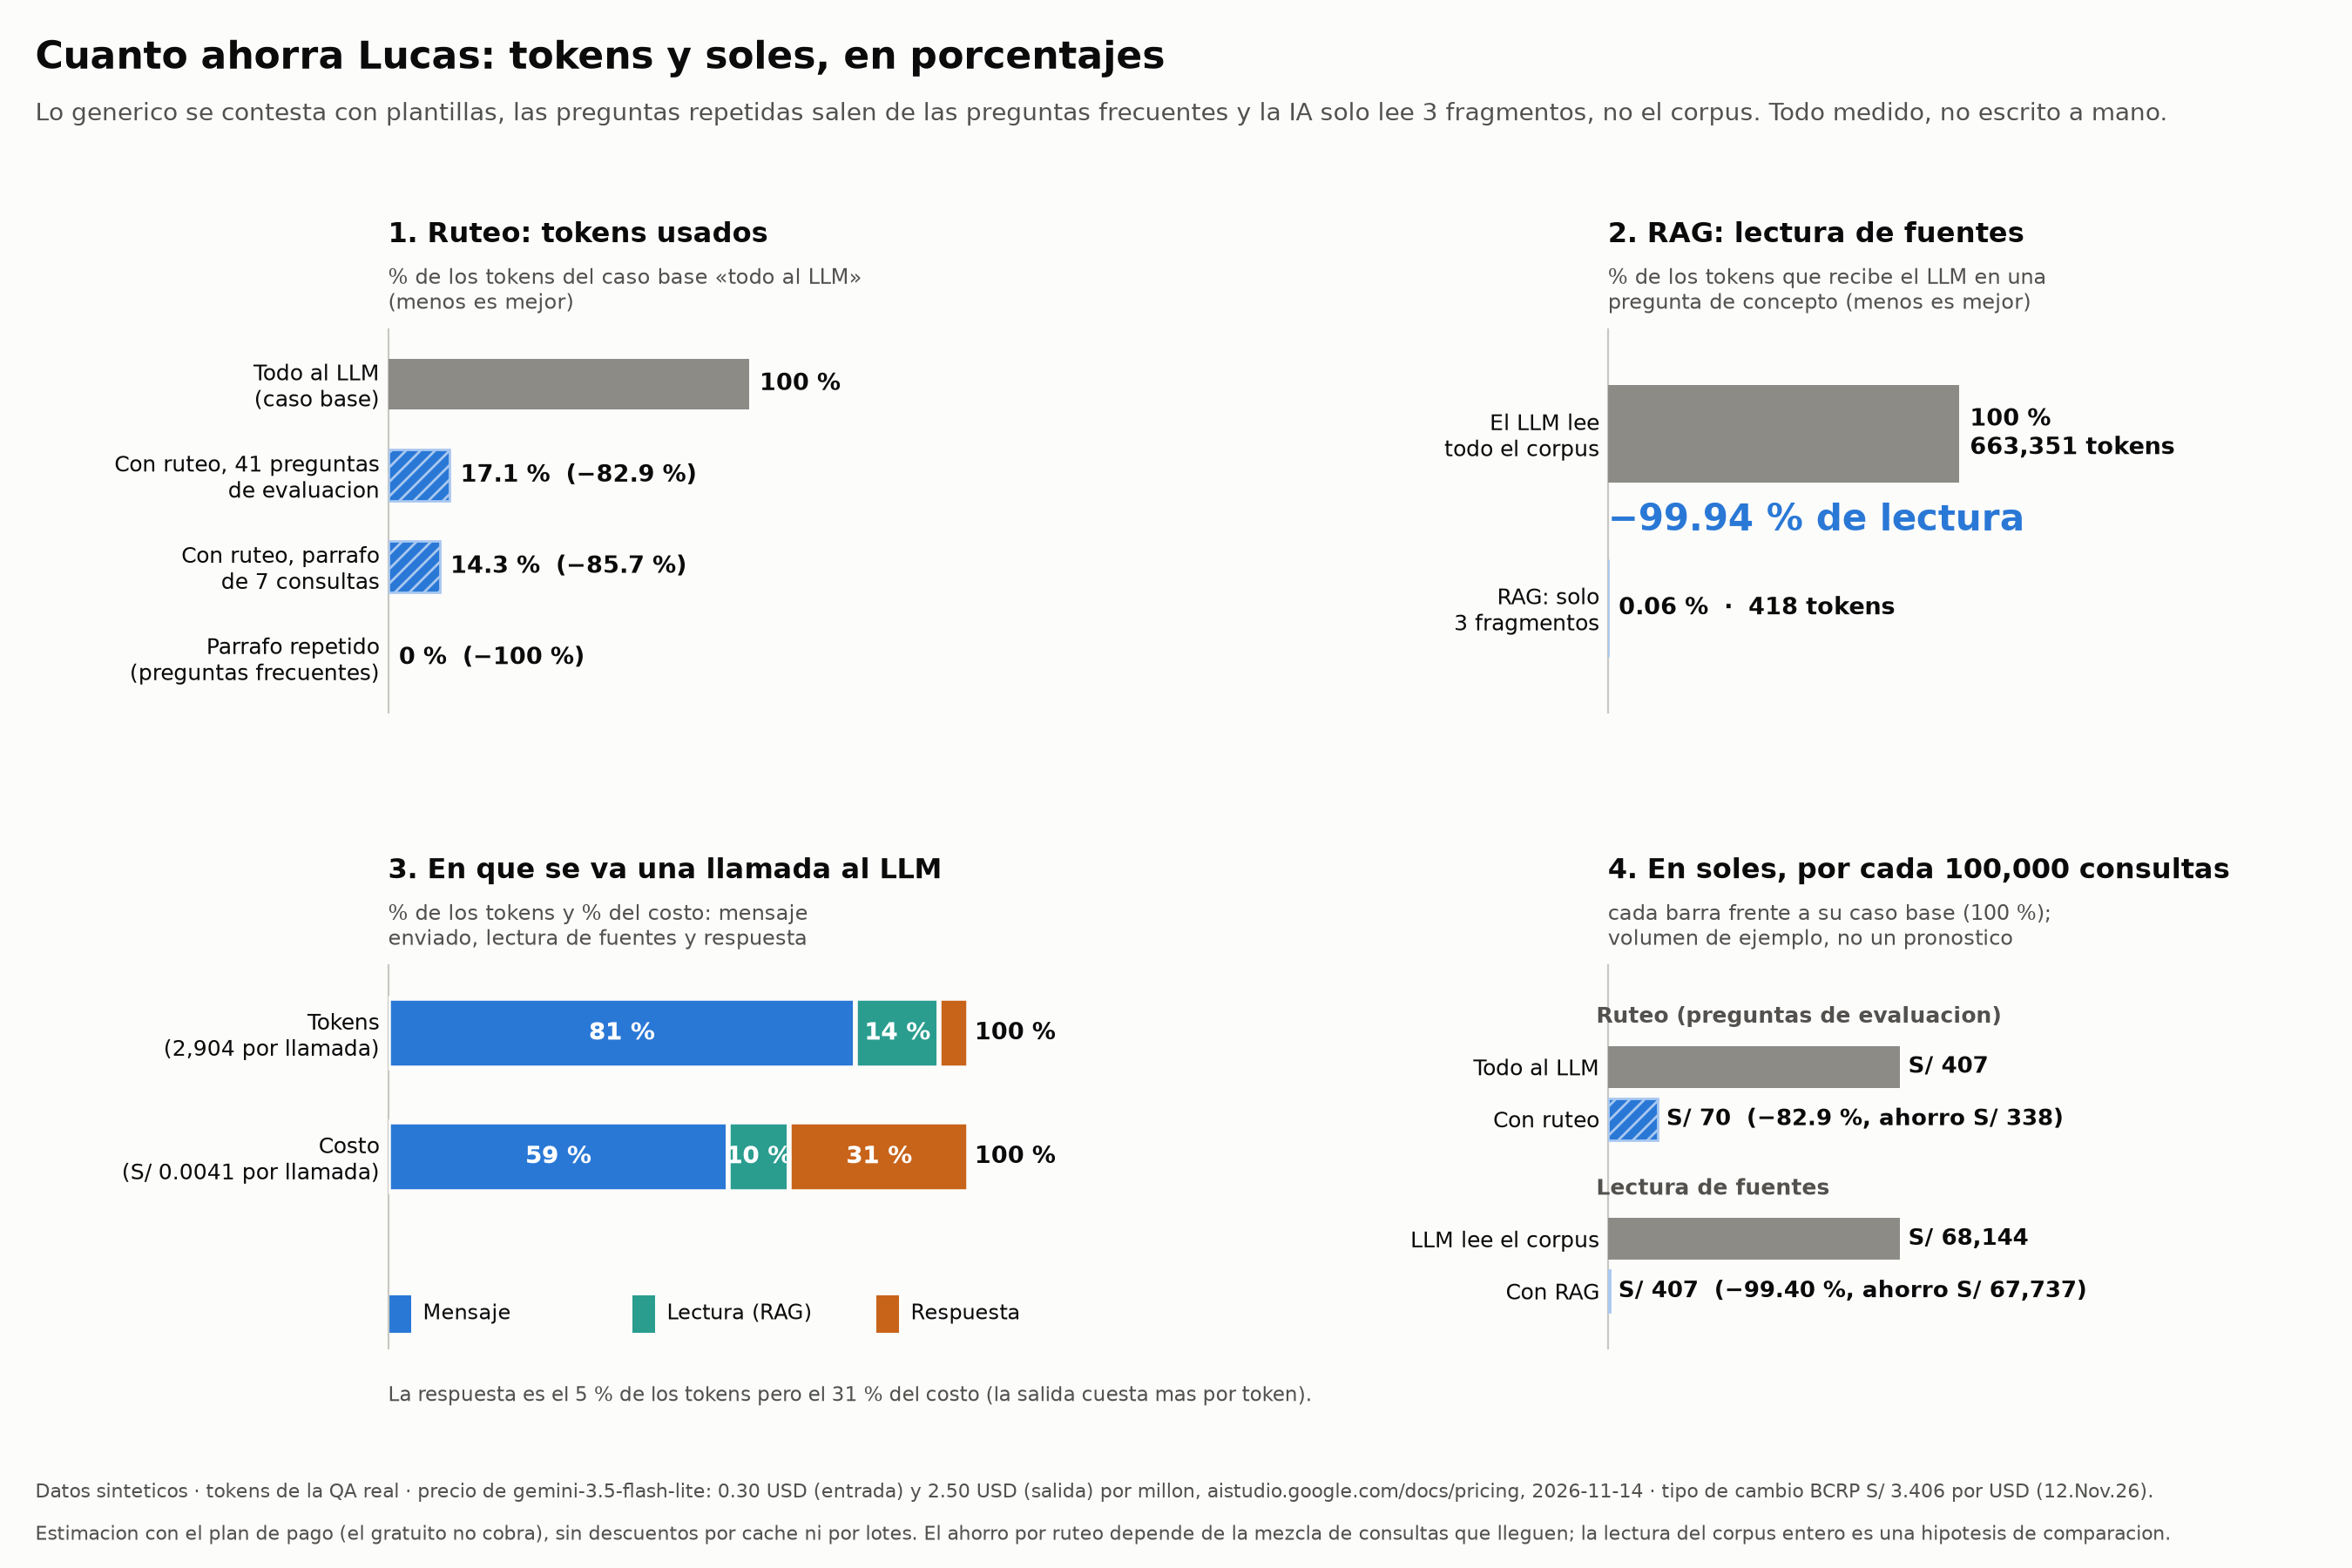 Cuanto ahorra Lucas: tokens y soles, en porcentajes
Lo generico se contesta con plantillas, las preguntas repetidas salen de las preguntas frecuentes y la IA solo lee 3 fragmentos, no el corpus. Todo medido, no escrito a mano.
1. Ruteo: tokens usados
% de los tokens del caso base «todo al LLM»
(menos es mejor)
Todo al LLM
(caso base)
100 %
Con ruteo, 41 preguntas
de evaluacion
17.1 %  (−82.9 %)
Con ruteo, parrafo
de 7 consultas
14.3 %  (−85.7 %)
Parrafo repetido
(preguntas frecuentes)
0 %  (−100 %)
2. RAG: lectura de fuentes
% de los tokens que recibe el LLM en una
pregunta de concepto (menos es mejor)
El LLM lee
todo el corpus
100 %
663,351 tokens
−99.94 % de lectura
RAG: solo
3 fragmentos
0.06 %  ·  418 tokens
3. En que se va una llamada al LLM
% de los tokens y % del costo: mensaje
enviado, lectura de fuentes y respuesta
Tokens
(2,904 por llamada)
81 %
14 %
100 %
Costo
(S/ 0.0041 por llamada)
59 %
10 %
31 %
100 %
Mensaje
Lectura (RAG)
Respuesta
La respuesta es el 5 % de los tokens pero el 31 % del costo (la salida cuesta mas por token).
4. En soles, por cada 100,000 consultas
cada barra frente a su caso base (100 %);
volumen de ejemplo, no un pronostico
Ruteo (preguntas de evaluacion)
Todo al LLM
S/ 407
Con ruteo
S/ 70  (−82.9 %, ahorro S/ 338)
Lectura de fuentes
LLM lee el corpus
S/ 68,144
Con RAG
S/ 407  (−99.40 %, ahorro S/ 67,737)
Datos sinteticos · tokens de la QA real · precio de gemini-3.5-flash-lite: 0.30 USD (entrada) y 2.50 USD (salida) por millon, aistudio.google.com/docs/pricing, 2026-11-14 · tipo de cambio BCRP S/ 3.406 por USD (12.Nov.26).
Estimacion con el plan de pago (el gratuito no cobra), sin descuentos por cache ni por lotes. El ahorro por ruteo depende de la mezcla de consultas que lleguen; la lectura del corpus entero es una hipotesis de comparacion.